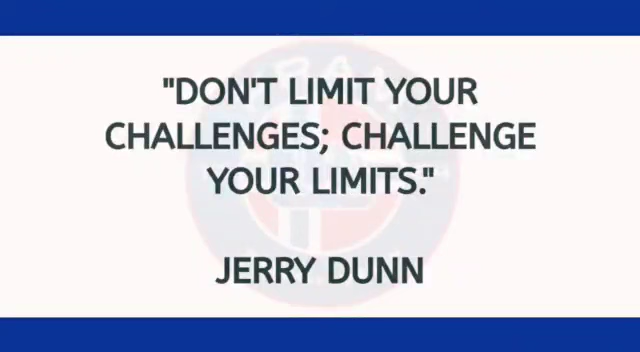 "DON'T LIMIT YOUR
CHALLENGES; CHALLENGE
YOUR LIMITS."
JERRY DUNN